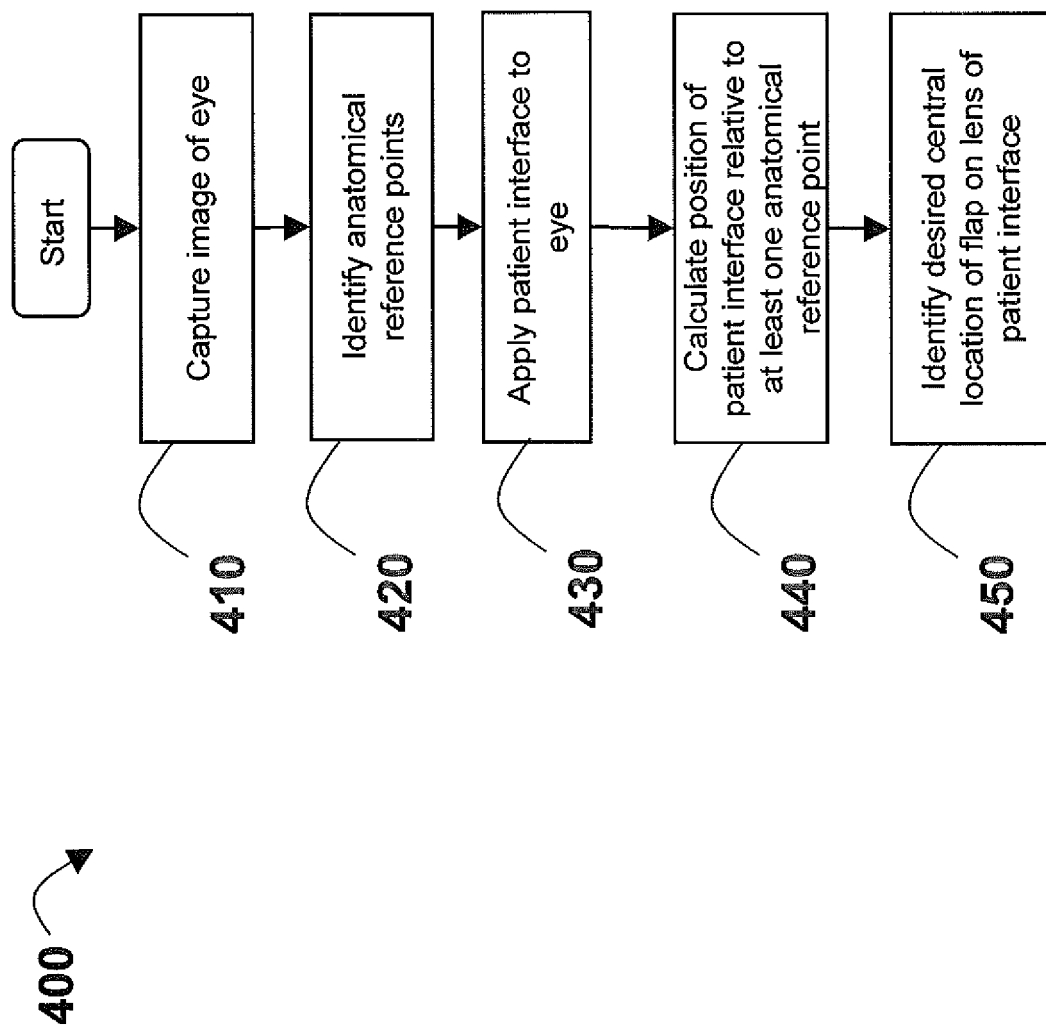 400
Start
410
Capture image of eye
420
Identify anatomical
reference points
430
Apply patient interface to
eye
440
Calculate position of
patient interface relative to
at least one anatomical
reference point
450
Identify desired central
location of flap on lens of
patient interface